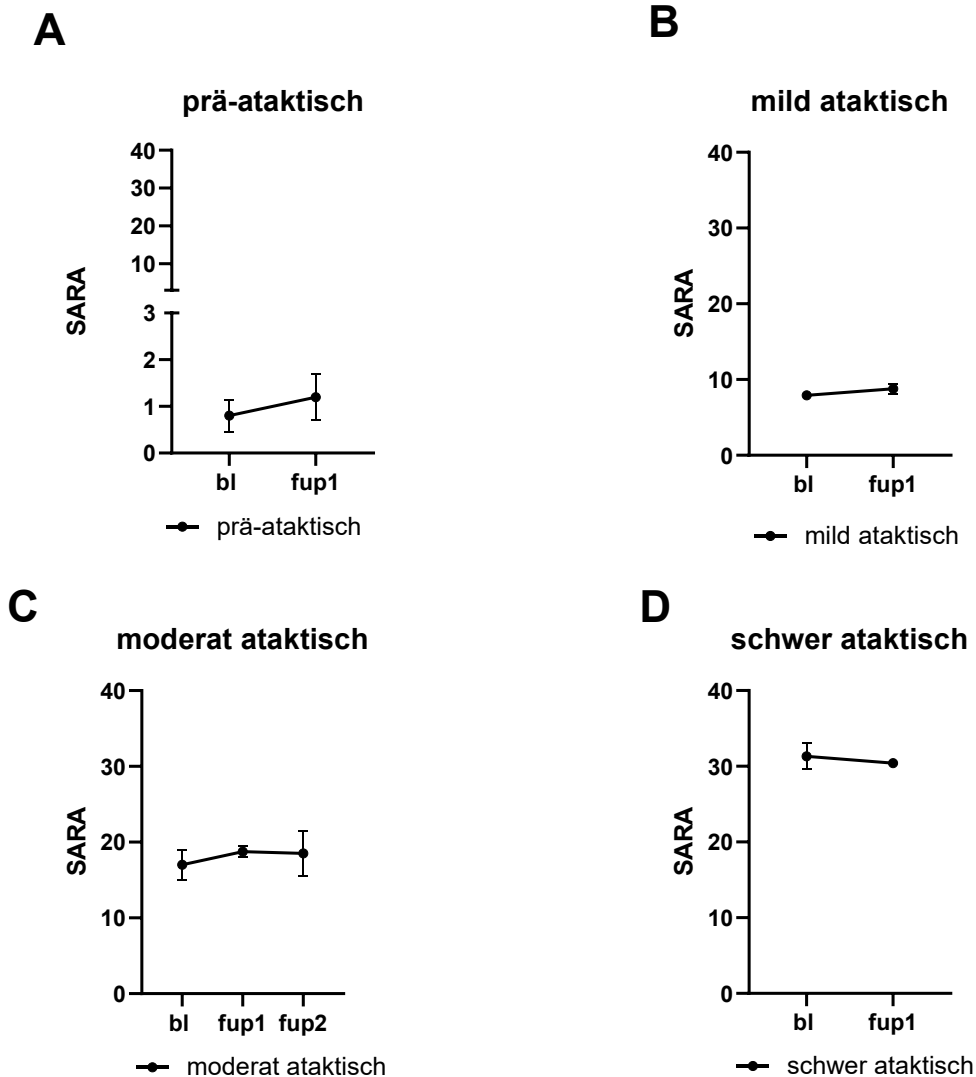 A
prä-ataktisch
40
30
20
10
3
2
1
0
SARA
bl fup1
prä-ataktisch
B
mild ataktisch
40
30
20
10
0
SARA
bl fup1
mild ataktisch
C
moderat ataktisch
40
30
20
10
0
SARA
bl fup1 fup2
moderat ataktisch
D
schwer ataktisch
40
30
20
10
0
SARA
bl fup1
schwer ataktisch